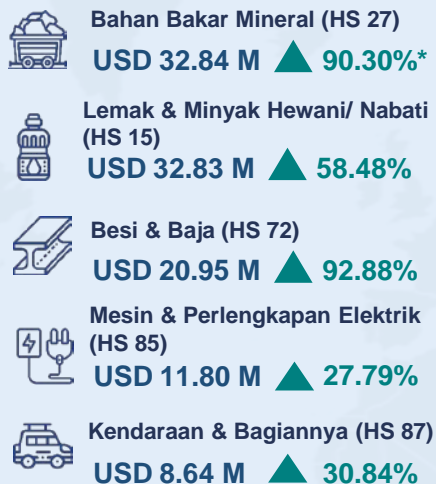 Bahan Bakar Mineral (HS 27)
USD 32.84 M 90.30%*
Lemak & Minyak Hewani/ Nabati
(HS 15)
USD 32.83 M 58.48%
Besi & Baja (HS 72)
USD 20.95 M 92.88%
Mesin & Perlengkapan Elektrik
(HS 85)
USD 11.80 M 27.79%
Kendaraan & Bagiannya (HS 87)
USD 8.64 M 30.84%